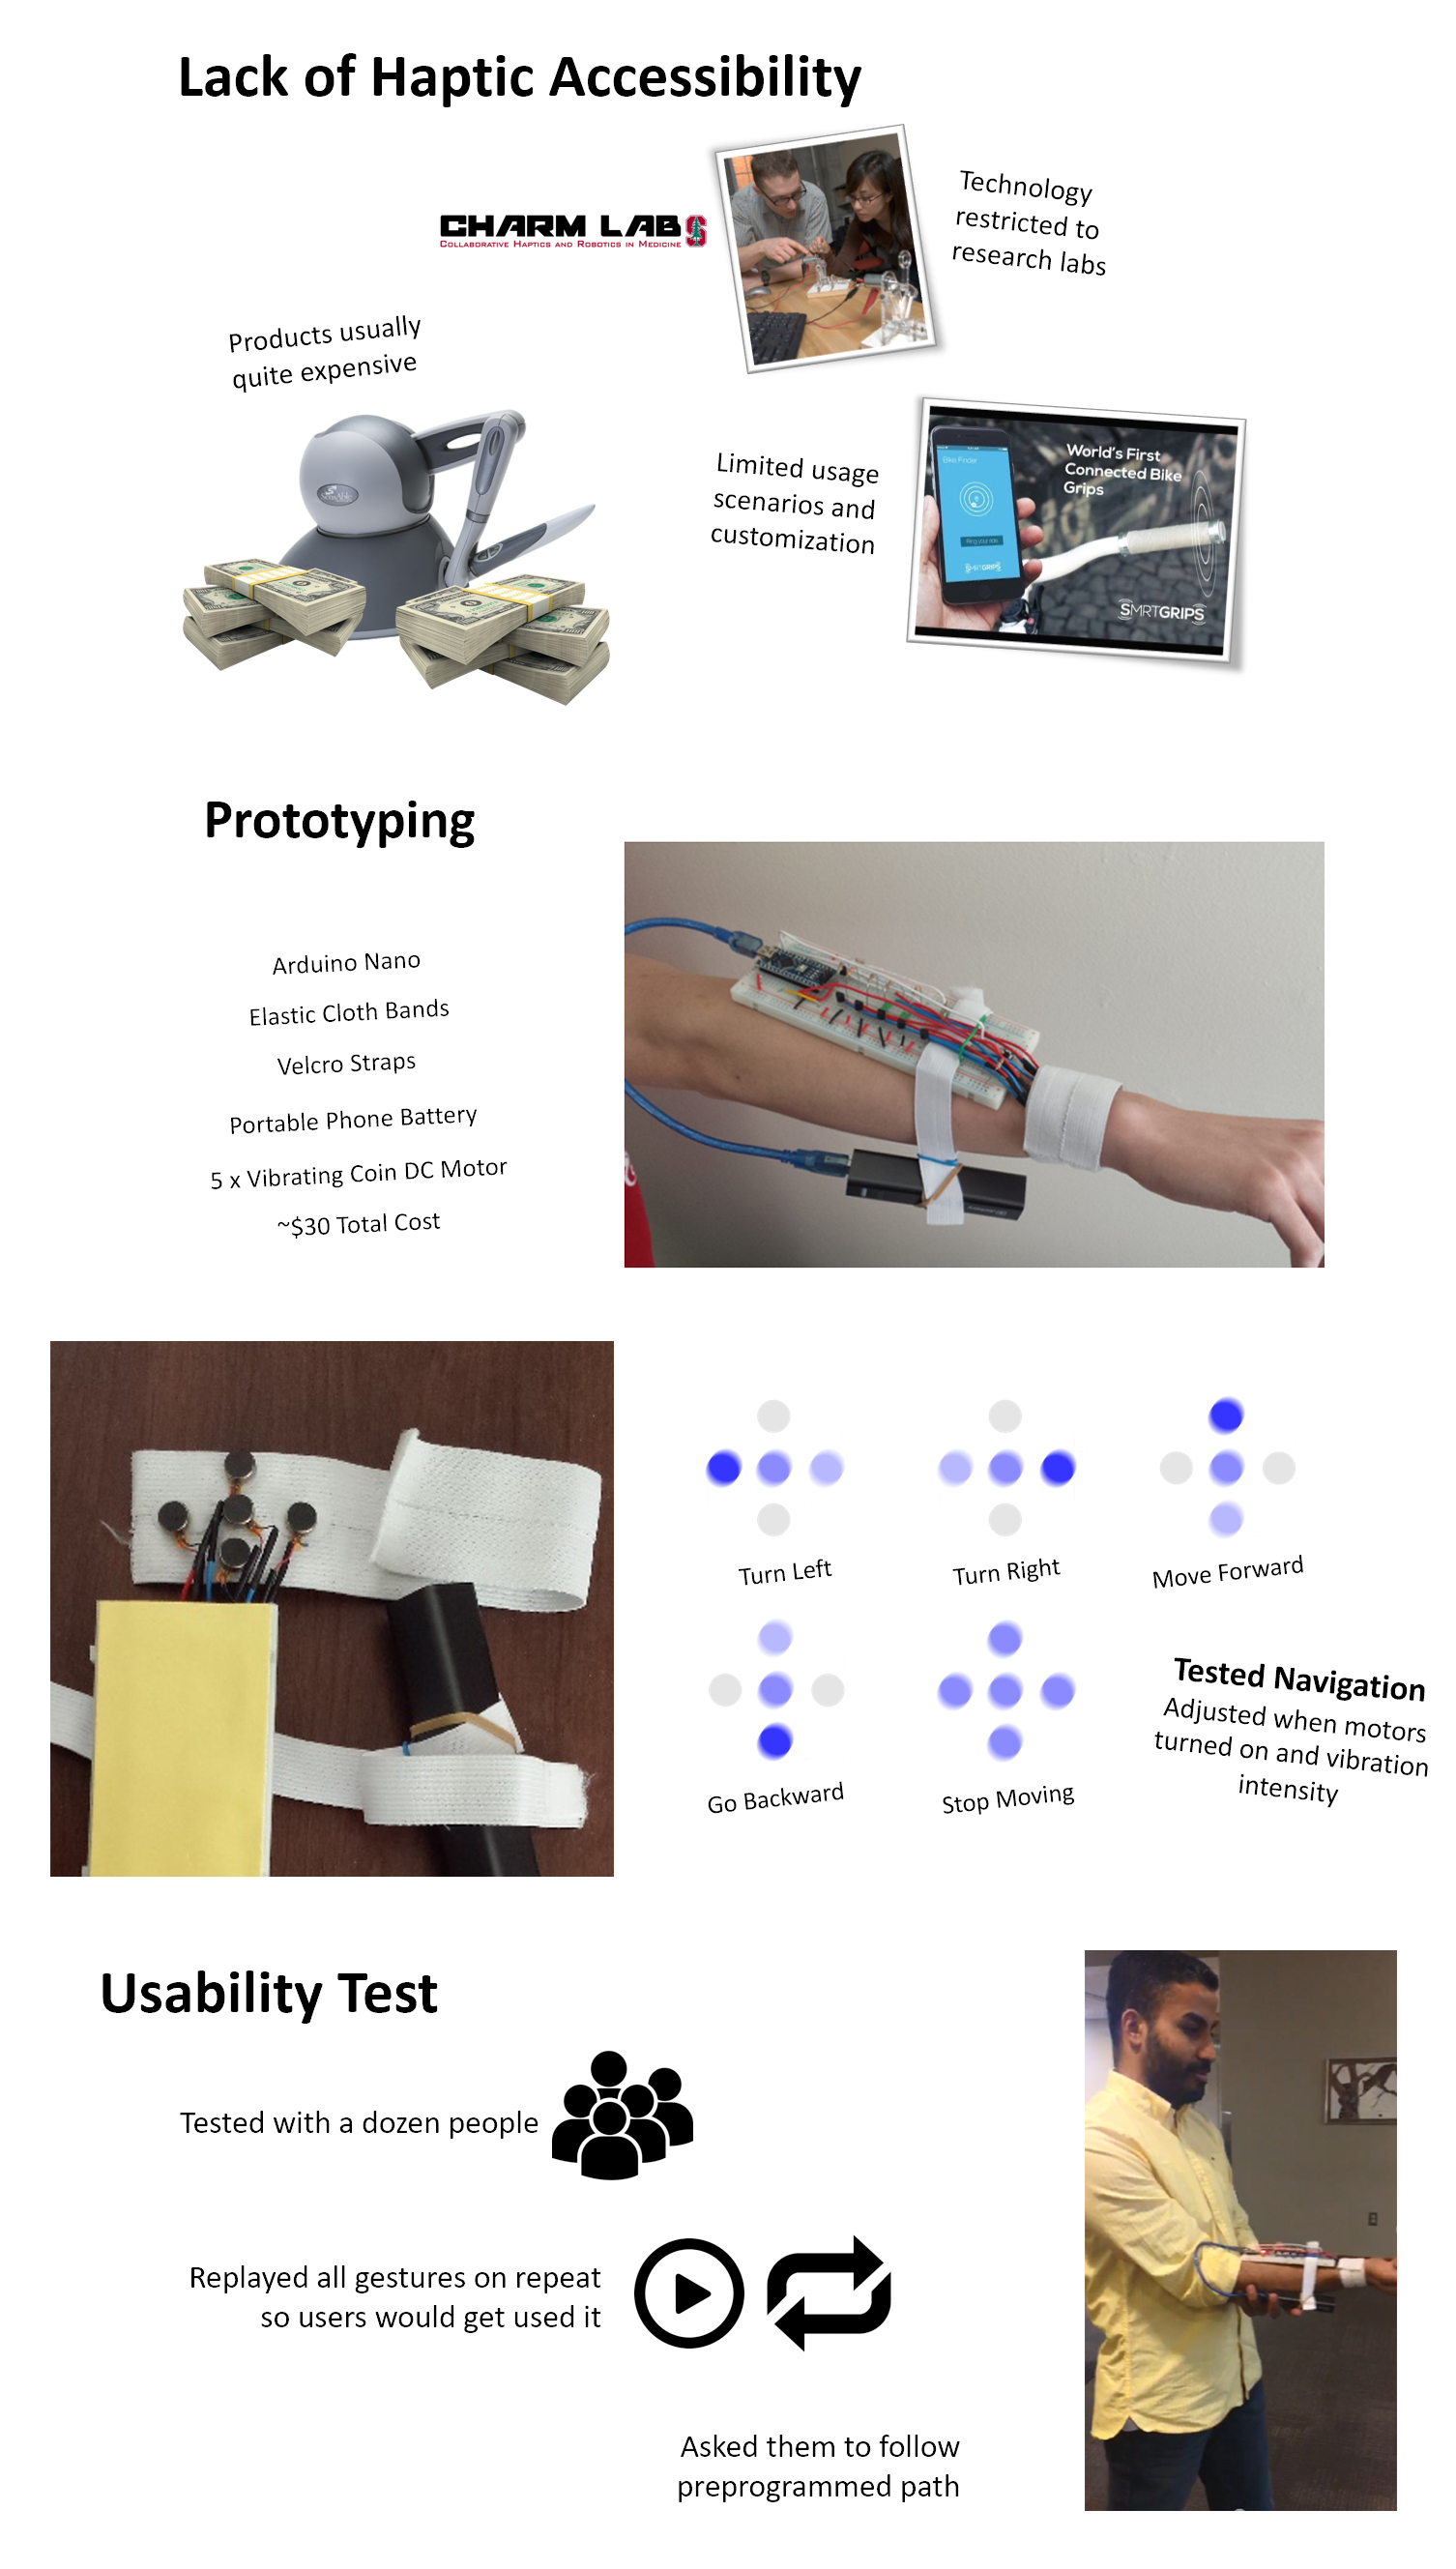 Lack of Haptic Accessibility
CHARM LAB
COLLABORATIVE HAPTICS AND ROBOTICS IN MEDICINE
Technology
restricted to
research labs
Products usually
quite expensive
Limited usage
scenarios and
customization
Bike Finder
World's First
Connected Bike
Grips
SMRTGRIPS
SMRTGRIPS
Prototyping
Arduino Nano
Elastic Cloth Bands
Velcro Straps
Portable Phone Battery
5 x Vibrating Coin DC Motor
~$30 Total Cost
Turn Left
Turn Right
Move Forward
Go Backward
Stop Moving
Tested Navigation
Adjusted when motors
turned on and vibration
intensity
Usability Test
Tested with a dozen people
Replayed all gestures on repeat
so users would get used it
Asked them to follow
preprogrammed path